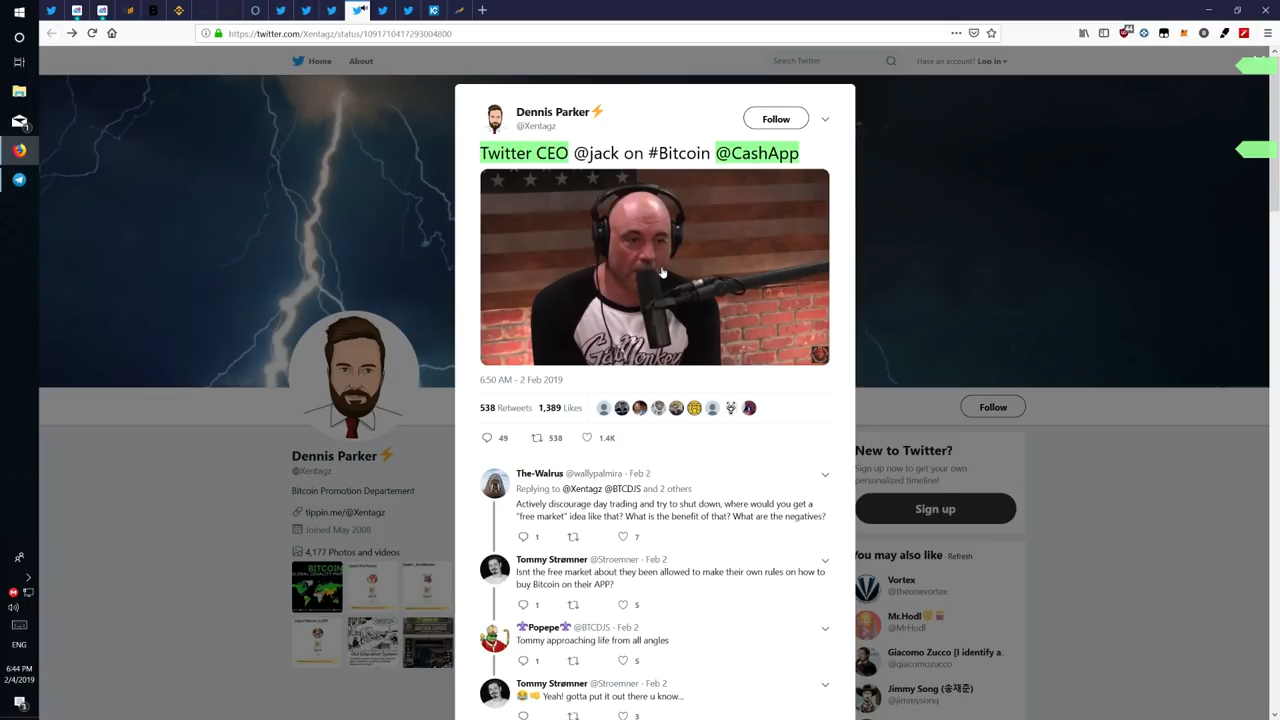 https://twitter.com/Xentagz/status/1091710417293004800
Home
About
Search Twitter
Have an account? Log in
Dennis Parker⚡
@Xentagz
Follow
Twitter CEO @jack on #Bitcoin @CashApp
6:50 AM - 2 Feb 2019
538 Retweets 1,389 Likes
49 538 1.4K
The-Walrus @wallypalmira · Feb 2
Replying to @Xentagz @BTCDJS and 2 others
Actively discourage day trading and try to shut down, where would you get a
"free market" idea like that? What is the benefit of that? What are the negatives?
1 7
Tommy Strømner @Stroemner · Feb 2
Isnt the free market about they been allowed to make their own rules on how to
buy Bitcoin on their APP?
1 5
Popepe @BTCDJS · Feb 2
Tommy approaching life from all angles
1 5
Tommy Strømner @Stroemner · Feb 2
😂👊 Yeah! gotta put it out there u know...
3
Dennis Parker⚡
@Xentagz
Bitcoin Promotion Departement
tippin.me/@Xentagz
Joined May 2008
4,177 Photos and videos
BITCOIN
Follow
New to Twitter?
Sign up now to get your own
personalized timeline!
Sign up
You may also like Refresh
Vortex
@theonevortex
Mr.Hodl
@MrHodl
Giacomo Zucco [I identify a..
@giacomozucco
Jimmy Song (송재준)
@jimmysong
ENG
6:44 PM
2/4/2019